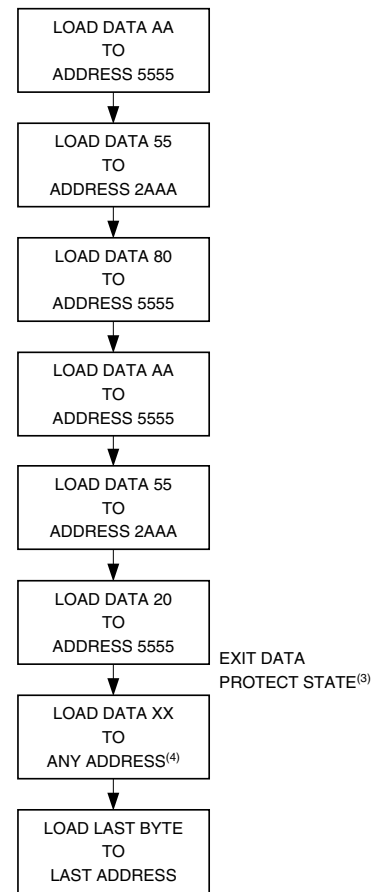 LOAD DATA AA
TO
ADDRESS 5555
LOAD DATA 55
TO
ADDRESS 2AAA
LOAD DATA 80
TO
ADDRESS 5555
LOAD DATA AA
TO
ADDRESS 5555
LOAD DATA 55
TO
ADDRESS 2AAA
LOAD DATA 20
TO
ADDRESS 5555
EXIT DATA
PROTECT STATE(3)
LOAD DATA XX
TO
ANY ADDRESS(4)
LOAD LAST BYTE
TO
LAST ADDRESS